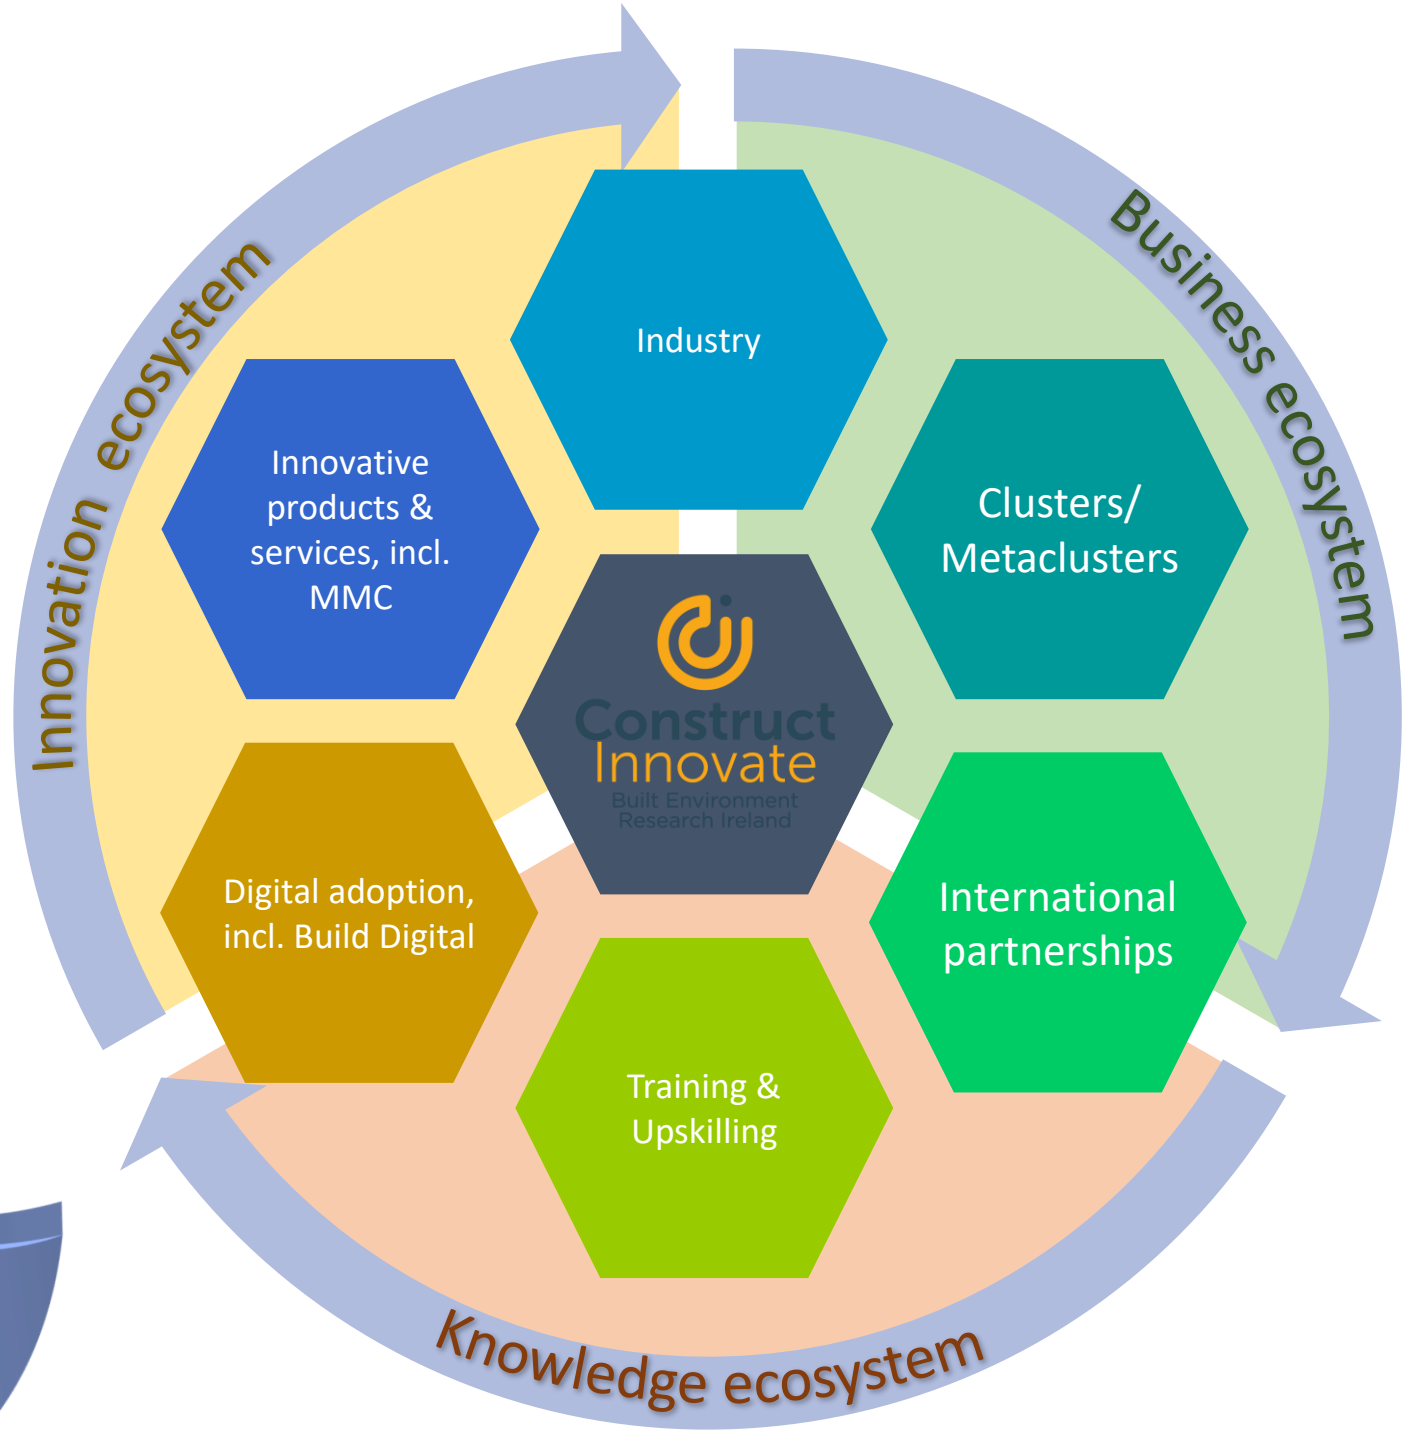 Innovation ecosystem
Business ecosystem
Industry
Innovative
products &
services, incl.
MMC
Clusters/
Metaclusters
Construct
Innovate
Built Environment
Research Ireland
Digital adoption,
incl. Build Digital
International
partnerships
Training &
Upskilling
Knowledge ecosystem